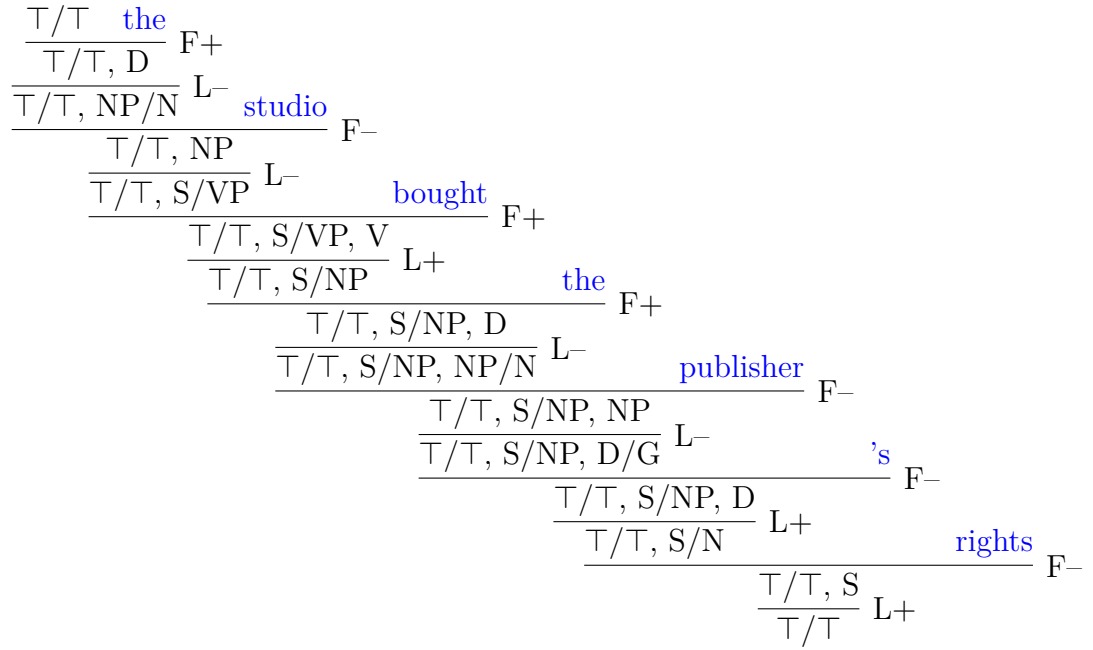 ⊤/⊤ the
F+
⊤/⊤, D
L–
⊤/⊤, NP/N studio
F–
⊤/⊤, NP
L–
⊤/⊤, S/VP bought
F+
⊤/⊤, S/VP, V
L+
⊤/⊤, S/NP the
F+
⊤/⊤, S/NP, D
L–
⊤/⊤, S/NP, NP/N publisher
F–
⊤/⊤, S/NP, NP
L–
⊤/⊤, S/NP, D/G ’s
F–
⊤/⊤, S/NP, D
L+
⊤/⊤, S/N rights
F–
⊤/⊤, S
L+
⊤/⊤